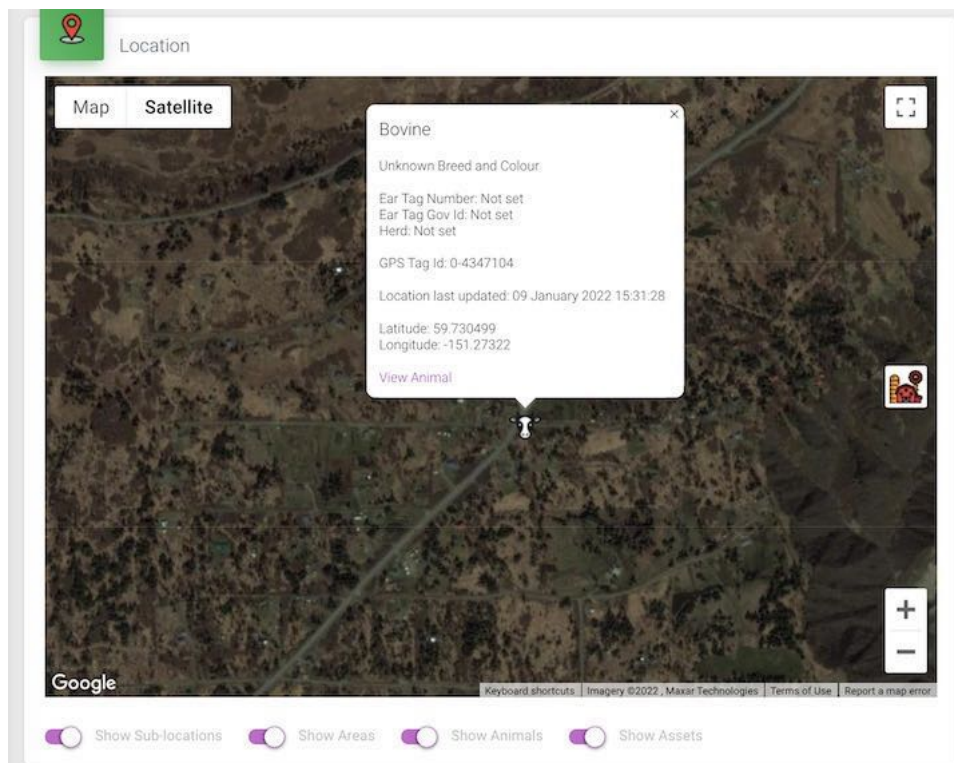 Location
Map Satellite
Bovine
Unknown Breed and Colour
Ear Tag Number: Not set
Ear Tag Gov Id: Not set
Herd: Not set
GPS Tag Id: 0-4347104
Location last updated: 09 January 2022 15:31:28
Latitude: 59.730499
Longitude: -151.27322
View Animal
Google
Keyboard shortcuts Imagery ©2022 , Maxar Technologies Terms of Use Report a map error
Show Sub-locations Show Areas Show Animals Show Assets